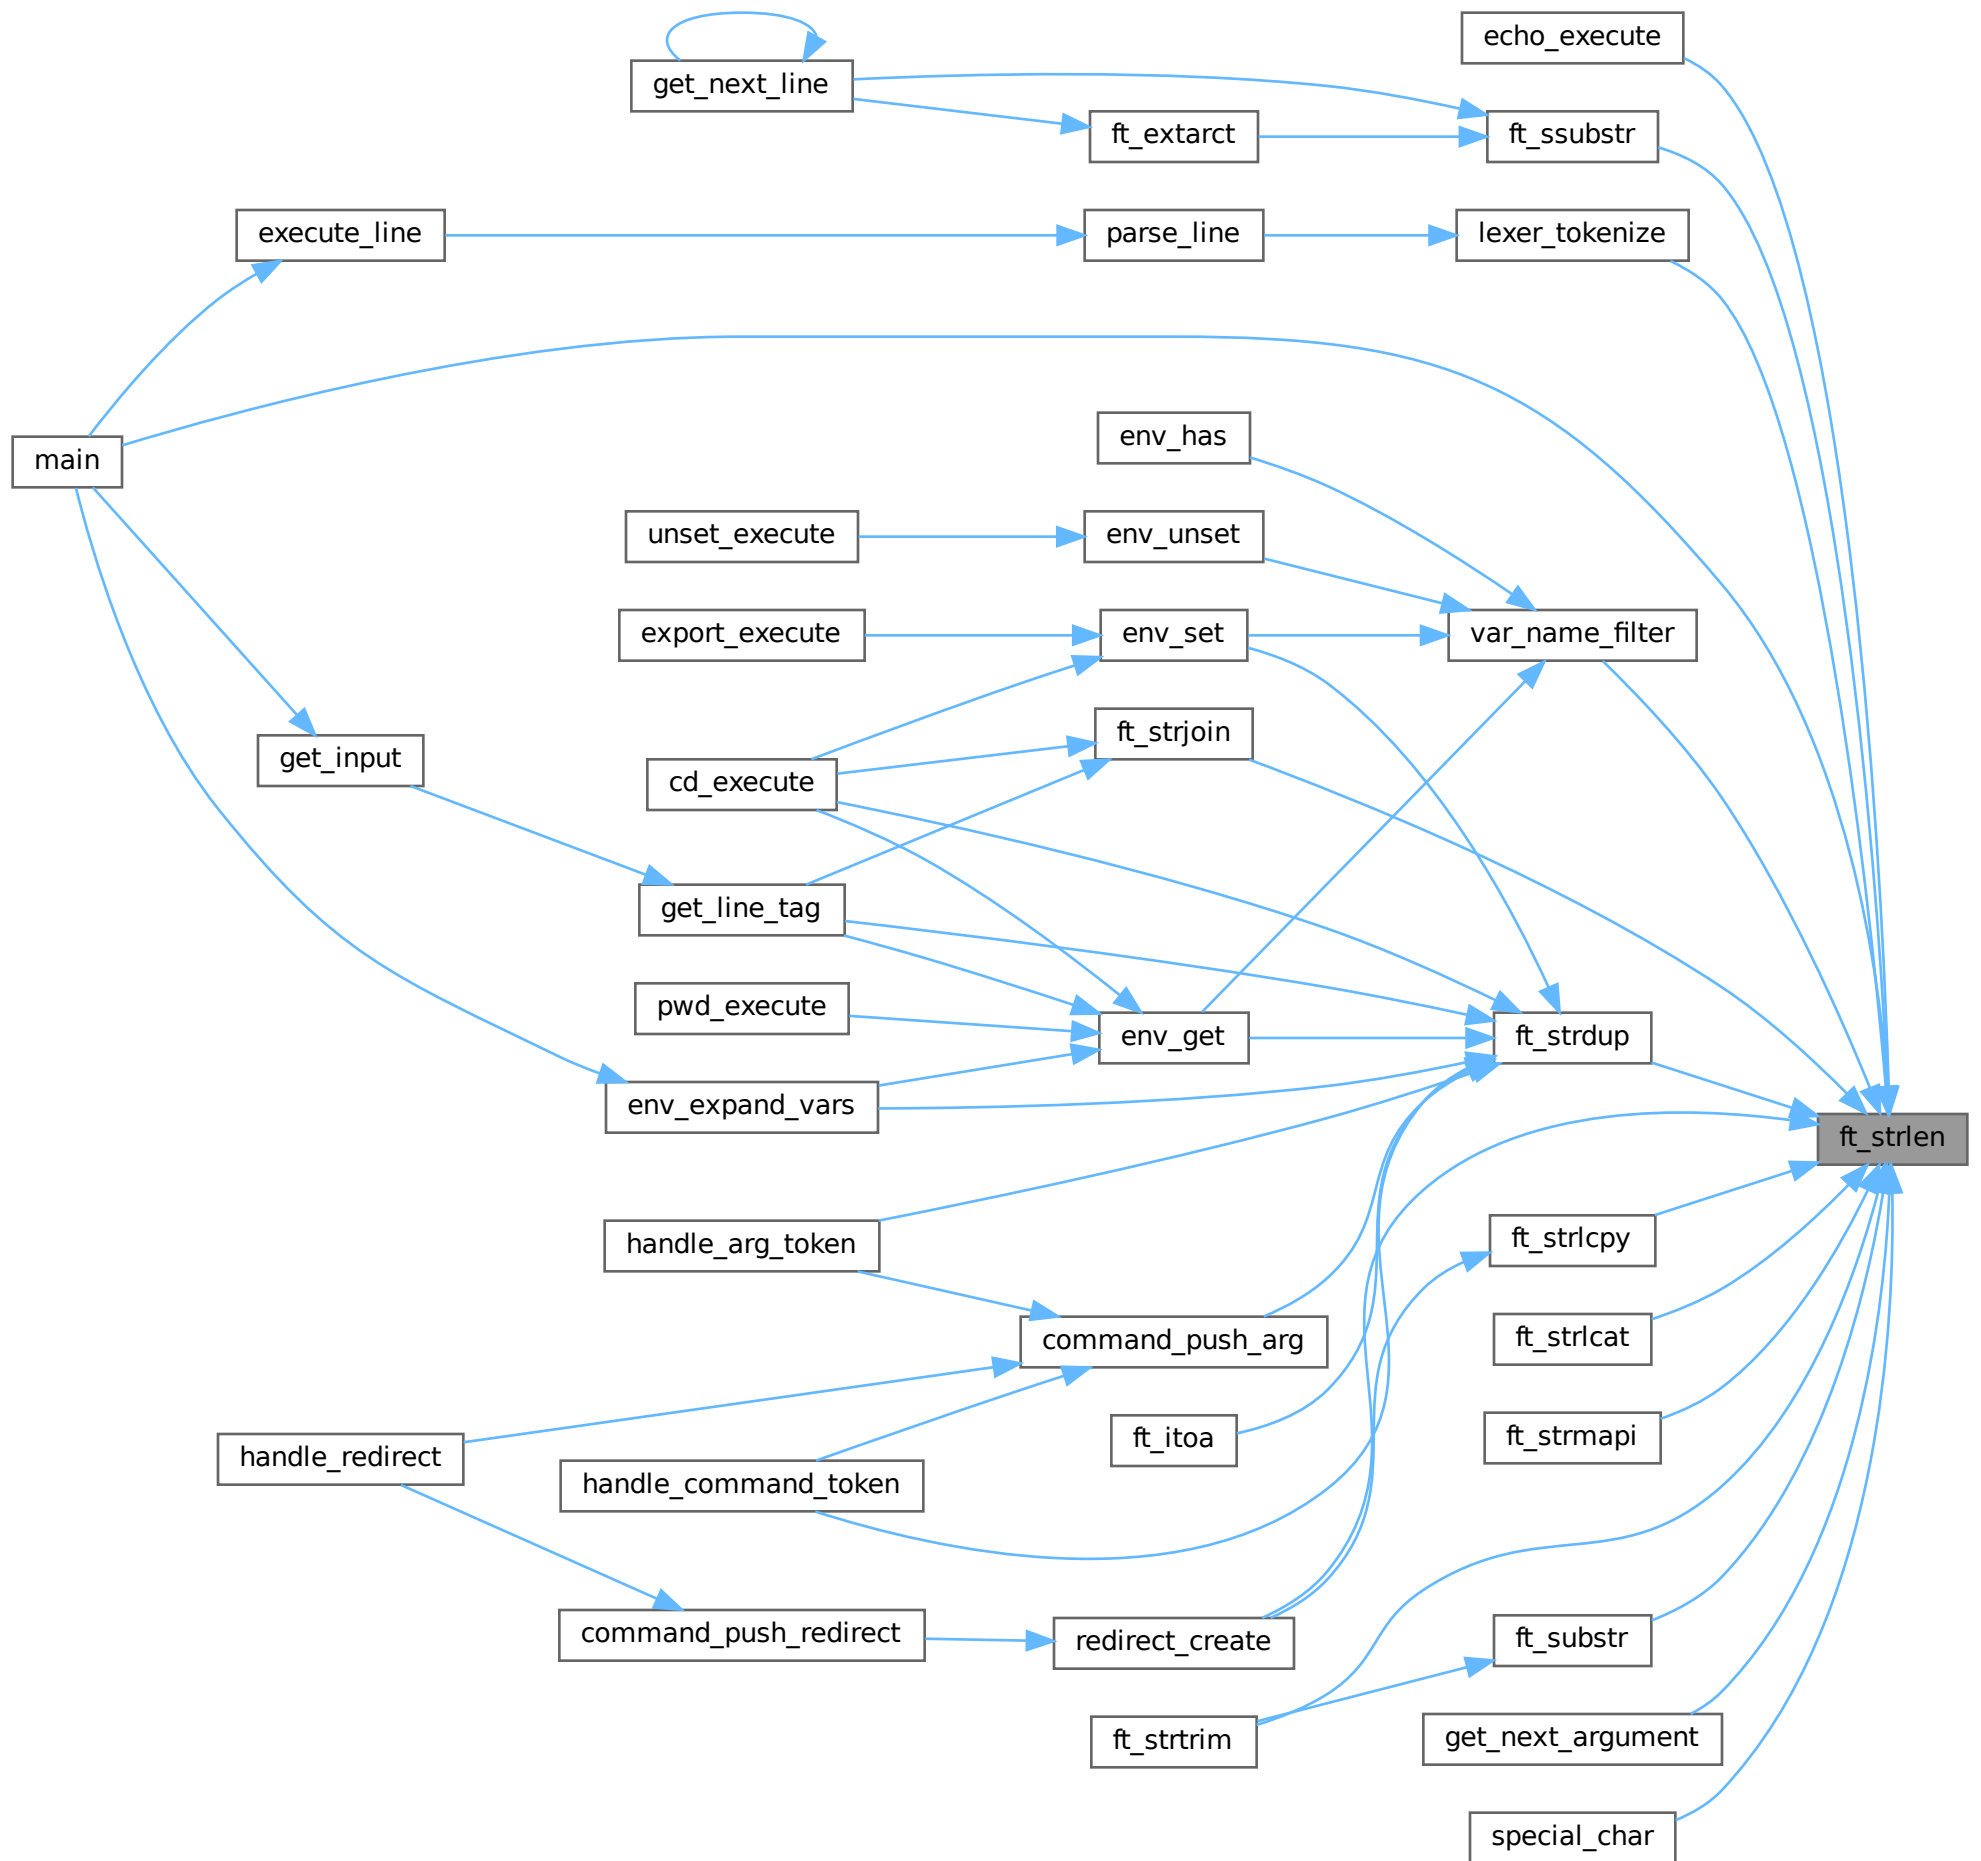 echo_execute
get_next_line
ft_extarct
ft_ssubstr
execute_line
parse_line
lexer_tokenize
env_has
main
unset_execute
env_unset
export_execute
env_set
var_name_filter
ft_strjoin
get_input
cd_execute
get_line_tag
pwd_execute
env_get
ft_strdup
env_expand_vars
ft_strlen
handle_arg_token
ft_strlcpy
command_push_arg
ft_strlcat
ft_itoa
ft_strmapi
handle_redirect
handle_command_token
command_push_redirect
redirect_create
ft_substr
ft_strtrim
get_next_argument
special_char